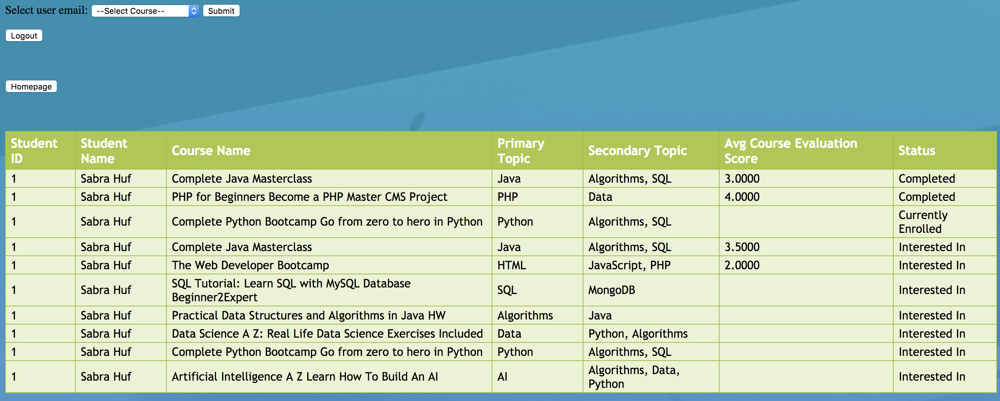 Select user email: --Select Course-- Submit
Logout
Homepage
Student ID Student Name Course Name Primary Topic Secondary Topic Avg Course Evaluation Score Status
1 Sabra Huf Complete Java Masterclass Java Algorithms, SQL 3.0000 Completed
1 Sabra Huf PHP for Beginners Become a PHP Master CMS Project PHP Data 4.0000 Completed
1 Sabra Huf Complete Python Bootcamp Go from zero to hero in Python Python Algorithms, SQL Currently Enrolled
1 Sabra Huf Complete Java Masterclass Java Algorithms, SQL 3.5000 Interested In
1 Sabra Huf The Web Developer Bootcamp HTML JavaScript, PHP 2.0000 Interested In
1 Sabra Huf SQL Tutorial: Learn SQL with MySQL Database Beginner2Expert SQL MongoDB Interested In
1 Sabra Huf Practical Data Structures and Algorithms in Java HW Algorithms Java Interested In
1 Sabra Huf Data Science A Z: Real Life Data Science Exercises Included Data Python, Algorithms Interested In
1 Sabra Huf Complete Python Bootcamp Go from zero to hero in Python Python Algorithms, SQL Interested In
1 Sabra Huf Artificial Intelligence A Z Learn How To Build An AI AI Algorithms, Data, Python Interested In